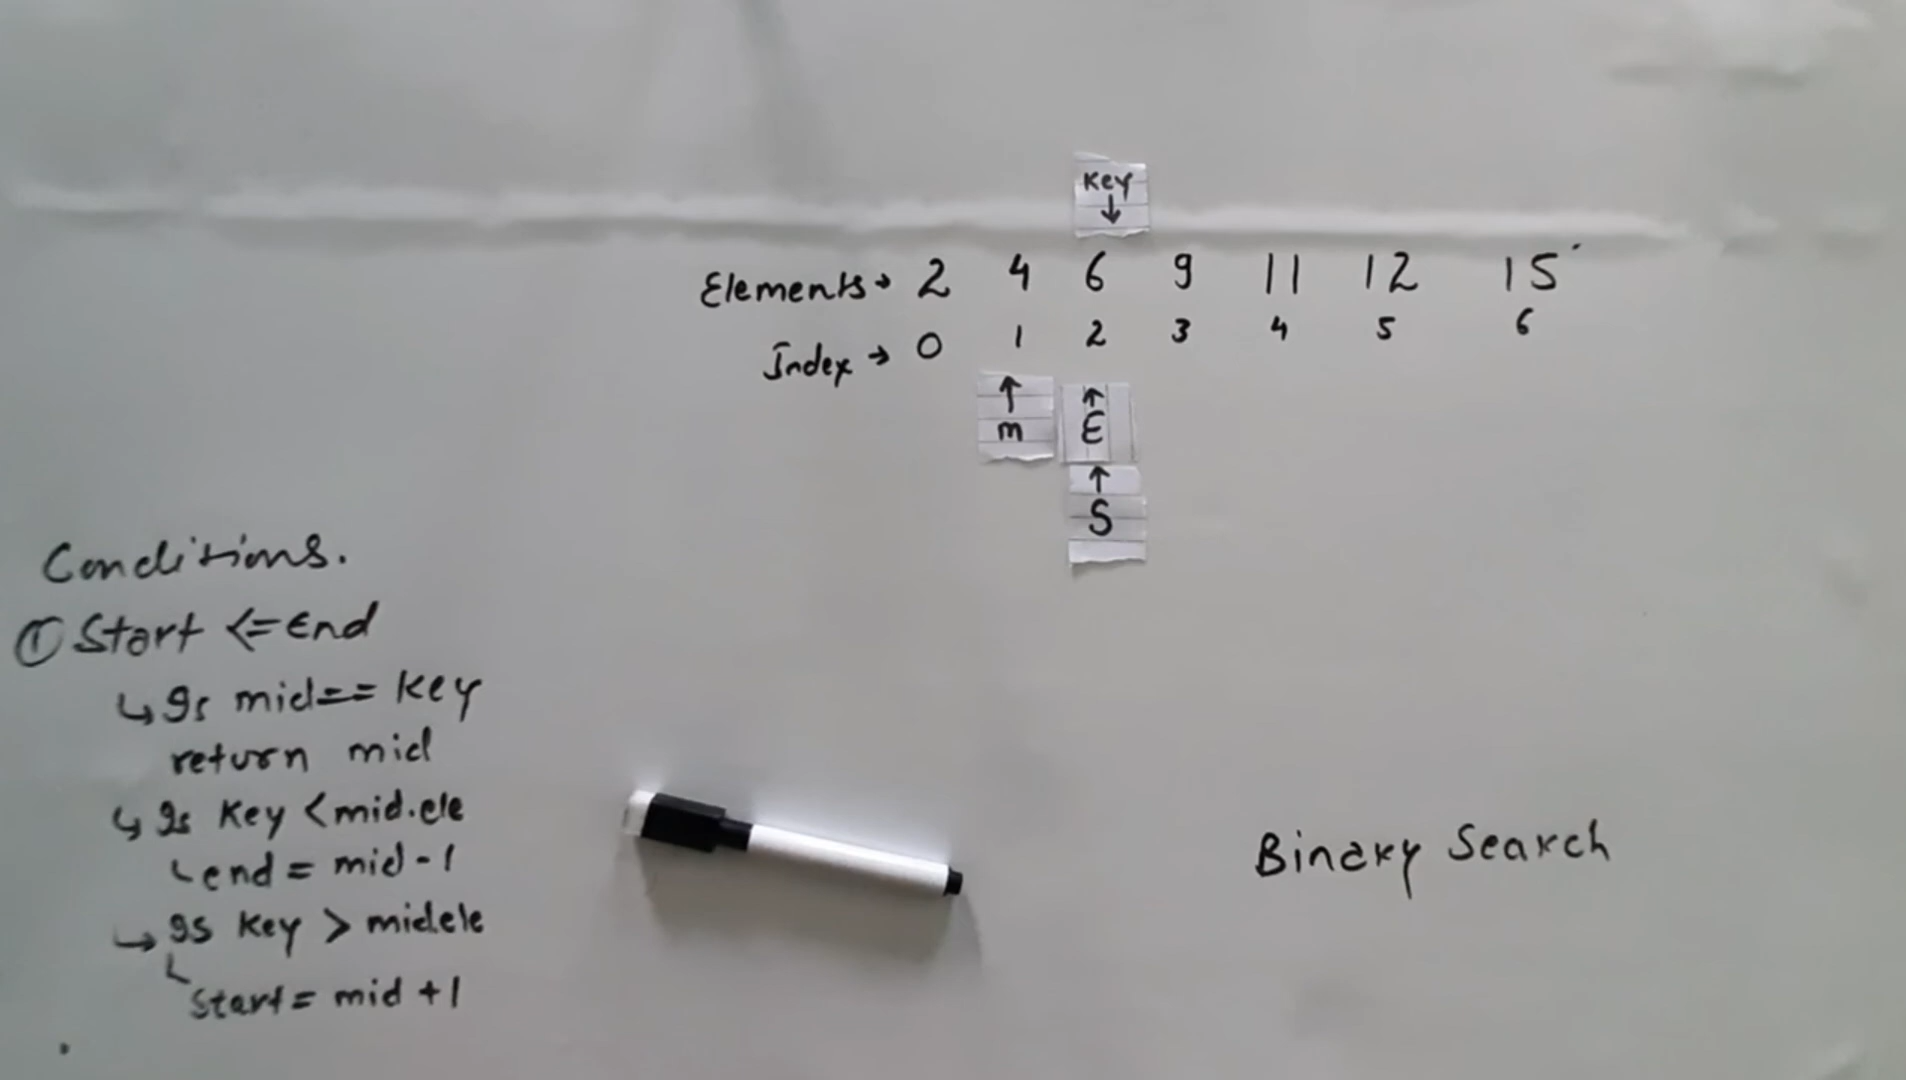 Key
↓
Elements→ 2 4 6 9 11 12 15
Index → 0 1 2 3 4 5 6
↑ ↑
m E
↑
S
Conditions.
① Start <= End
↳ Is mid== Key
return mid
↳ Is Key < mid.ele
end = mid - 1
↳ Is Key > mid.ele
Start = mid + 1
Binary Search